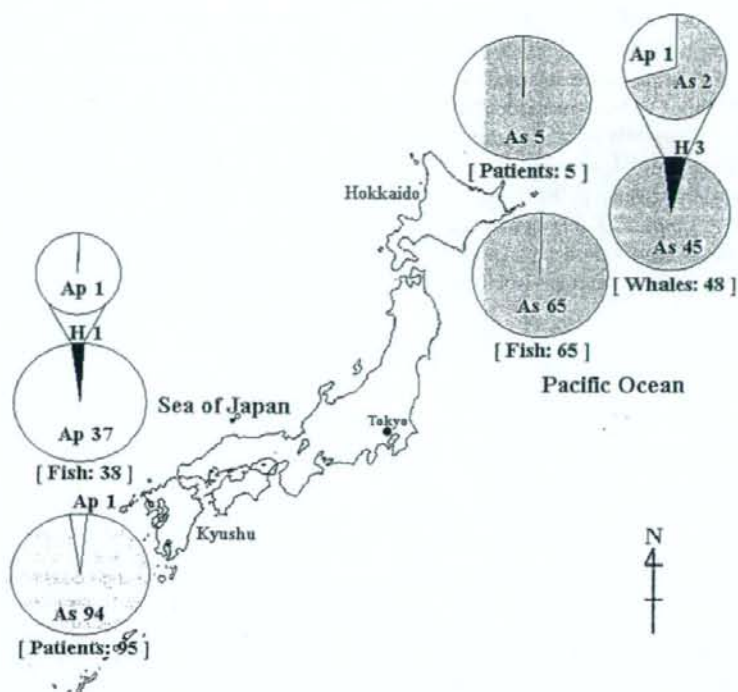 Ap 1
As 2
As 5
[ Patients: 5 ]
H 3
Hokkaido
As 45
[ Whales: 48 ]
Ap 1
As 65
H 1
[ Fish: 65 ]
Pacific Ocean
Sea of Japan
Tokyo
Ap 37
[ Fish: 38 ]
Ap 1
Kyushu
N
As 94
[ Patients: 95 ]